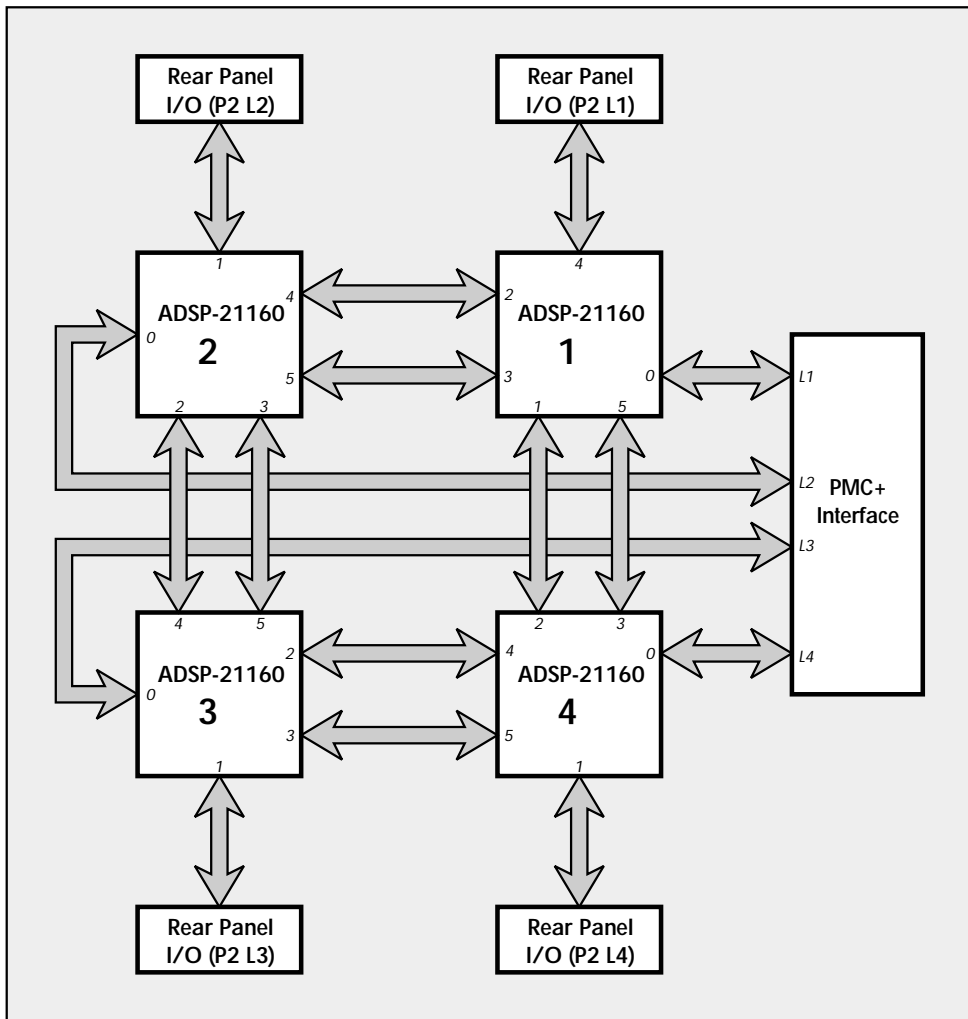 Rear Panel
I/O (P2 L2)
Rear Panel
I/O (P2 L1)
1
4
ADSP-21160
2
0
4
5
2
3
ADSP-21160
1
2
3
0
1
5
L1
L2
L3
L4
PMC+
Interface
4
5
ADSP-21160
3
0
2
3
1
2
3
ADSP-21160
4
4
5
0
1
Rear Panel
I/O (P2 L3)
Rear Panel
I/O (P2 L4)